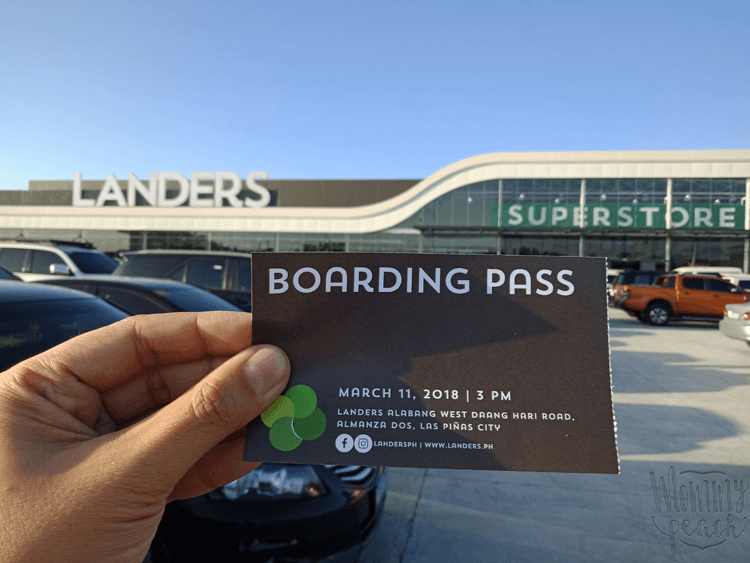 LANDERS
SUPERSTORE
BOARDING PASS
MARCH 11, 2018 | 3 PM
LANDERS ALABANG WEST DAANG HARI ROAD,
ALMANZA DOS, LAS PIÑAS CITY
LANDERSPH | WWW.LANDERS.PH
Mommy
peach